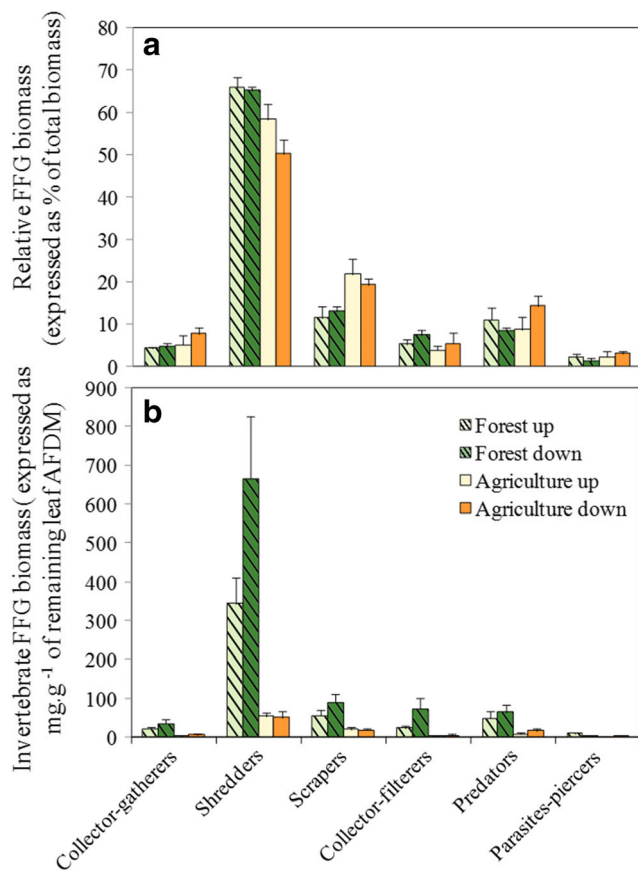 a
Relative FFG biomass
(expressed as % of total biomass)
80
70
60
50
40
30
20
10
0
b
Invertebrate FFG biomass ( expressed as
mg.g -1 of remaining leaf AFDM)
900
800
700
600
500
400
300
200
100
0
Forest up
Forest down
Agriculture up
Agriculture down
Collector-gatherers
Shredders
Scrapers
Collector-filterers
Predators
Parasites-piercers